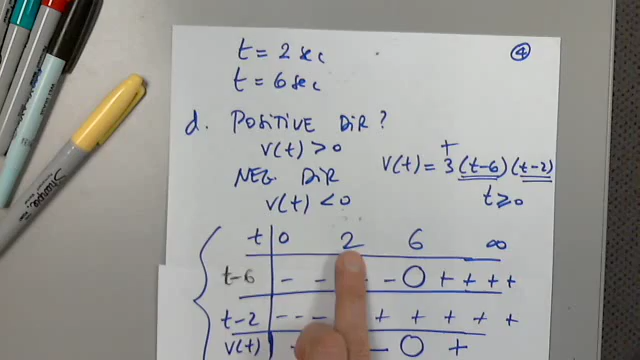 t = 2 sec
④
t = 6 sec
d. POSITIVE DIR ?
v(t) > 0
+
v(t) = 3 (t-6) (t-2)
NEG DIR
t ≥ 0
v(t) < 0
t 0 2 6 ∞
t-6 - - - - O + + + +
t-2 - - - + + + + +
v(t) - - O +
Sharpie